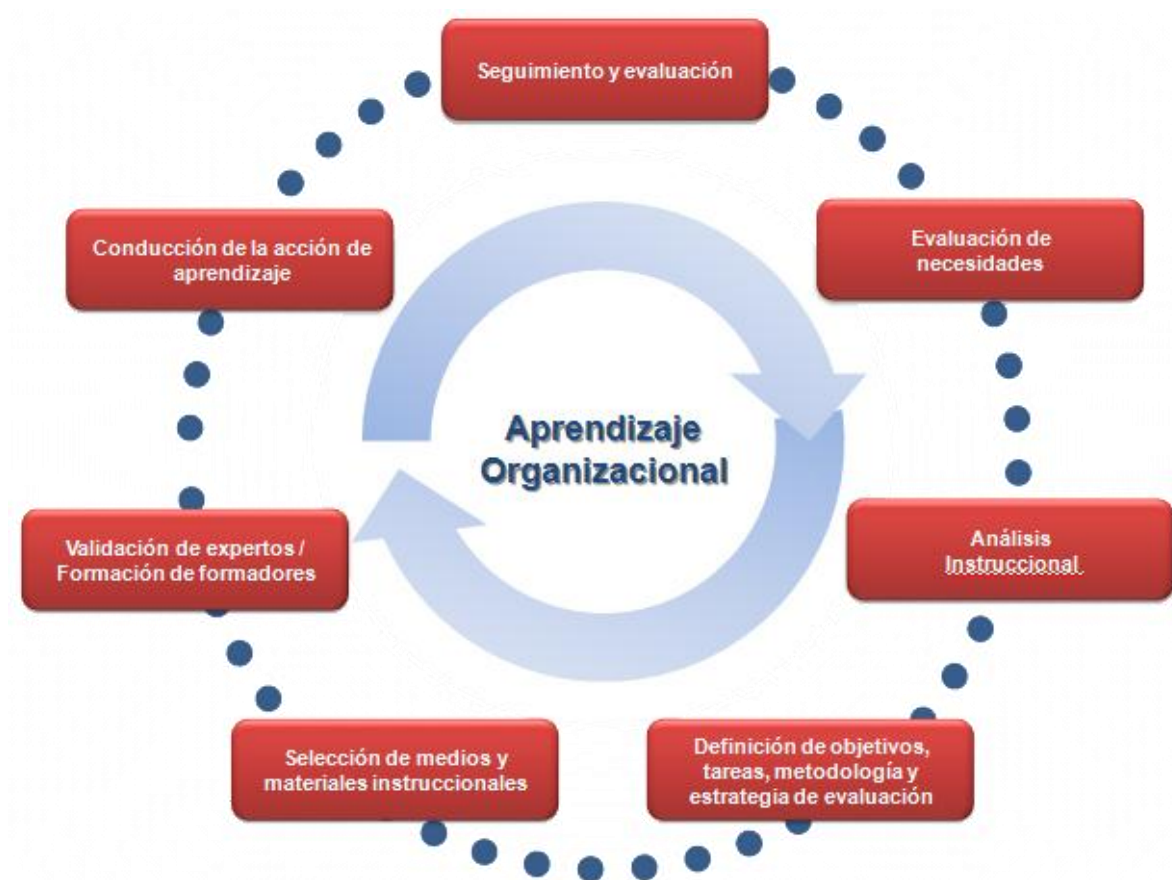 Seguimiento y evaluación
Evaluación de
necesidades
Análisis
Instruccional
Definición de objetivos,
tareas, metodología y
estrategia de evaluación
Selección de medios y
materiales instruccionales
Validación de expertos /
Formación de formadores
Conducción de la acción de
aprendizaje
Aprendizaje
Organizacional